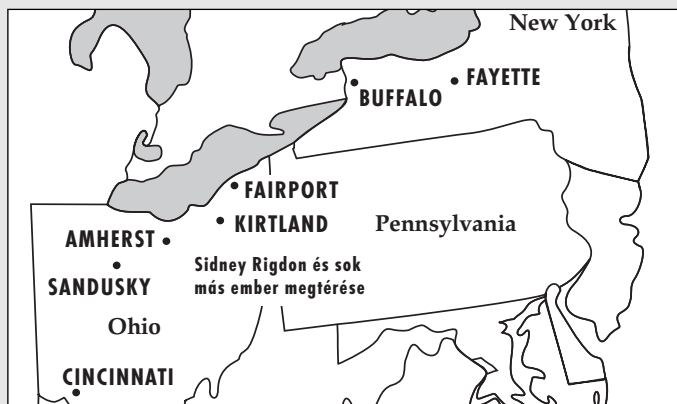 New York
FAYETTE
BUFFALO
FAIRPORT
KIRTLAND
Pennsylvania
AMHERST
SANDUSKY
Sidney Rigdon és sok
más ember megtérése
Ohio
CINCINNATI